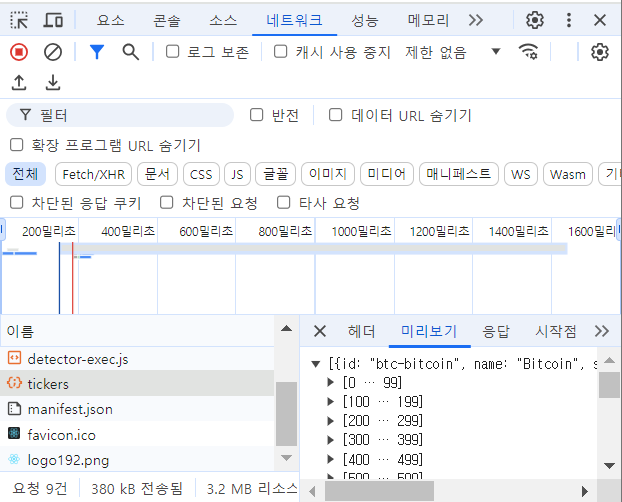 요소 콘솔 소스 네트워크 성능 메모리
로그 보존 캐시 사용 중지 제한 없음
필터 반전 데이터 URL 숨기기
확장 프로그램 URL 숨기기
전체 Fetch/XHR 문서 CSS JS 글꼴 이미지 미디어 매니페스트 WS Wasm
차단된 응답 쿠키 차단된 요청 타사 요청
200밀리초 400밀리초 600밀리초 800밀리초 1000밀리초 1200밀리초 1400밀리초 1600밀리초
이름
detector-exec.js
tickers
manifest.json
favicon.ico
logo192.png
요청 9건 380 kB 전송됨 3.2 MB 리소스
헤더 미리보기 응답 시작점
[{id: "btc-bitcoin", name: "Bitcoin", s
[0 … 99]
[100 … 199]
[200 … 299]
[300 … 399]
[400 … 499]
[500 … 500]